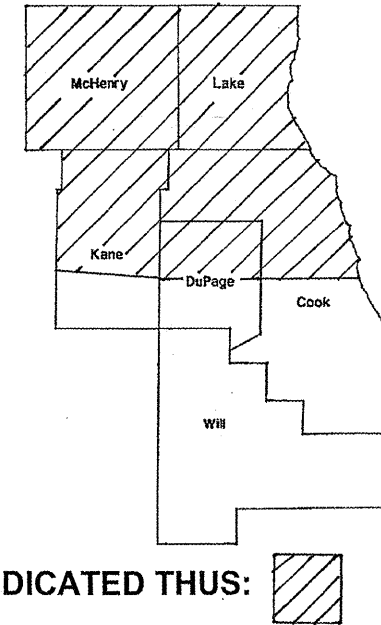 McHenry Lake
Kane
DuPage
Cook
Will
DICATED THUS: